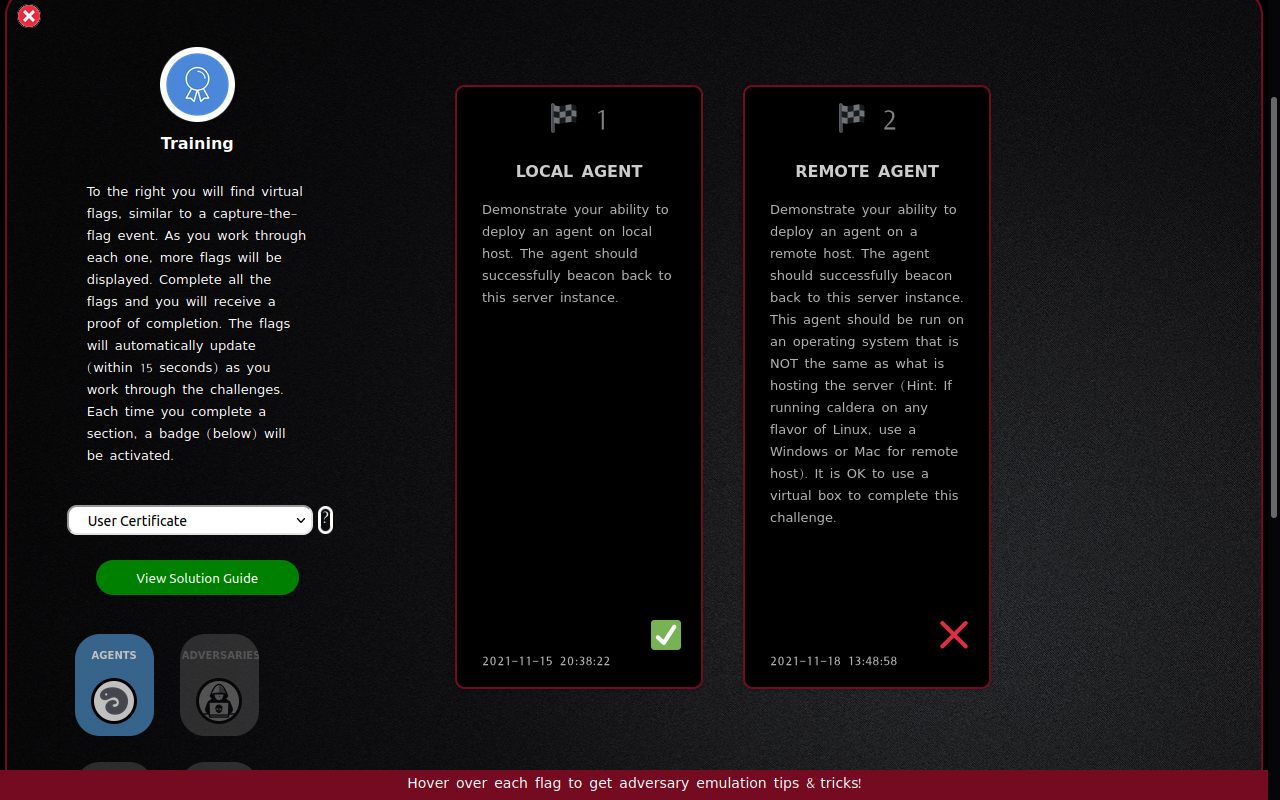 Training
To the right you will find virtual
flags, similar to a capture-the-
flag event. As you work through
each one, more flags will be
displayed. Complete all the
flags and you will receive a
proof of completion. The flags
will automatically update
(within 15 seconds) as you
work through the challenges.
Each time you complete a
section, a badge (below) will
be activated.
User Certificate
?
View Solution Guide
AGENTS
ADVERSARIES
1
LOCAL AGENT
Demonstrate your ability to
deploy an agent on local
host. The agent should
successfully beacon back to
this server instance.
2021-11-15 20:38:22
2
REMOTE AGENT
Demonstrate your ability to
deploy an agent on a
remote host. The agent
should successfully beacon
back to this server instance.
This agent should be run on
an operating system that is
NOT the same as what is
hosting the server (Hint: If
running caldera on any
flavor of Linux, use a
Windows or Mac for remote
host). It is OK to use a
virtual box to complete this
challenge.
2021-11-18 13:48:58
Hover over each flag to get adversary emulation tips & tricks!